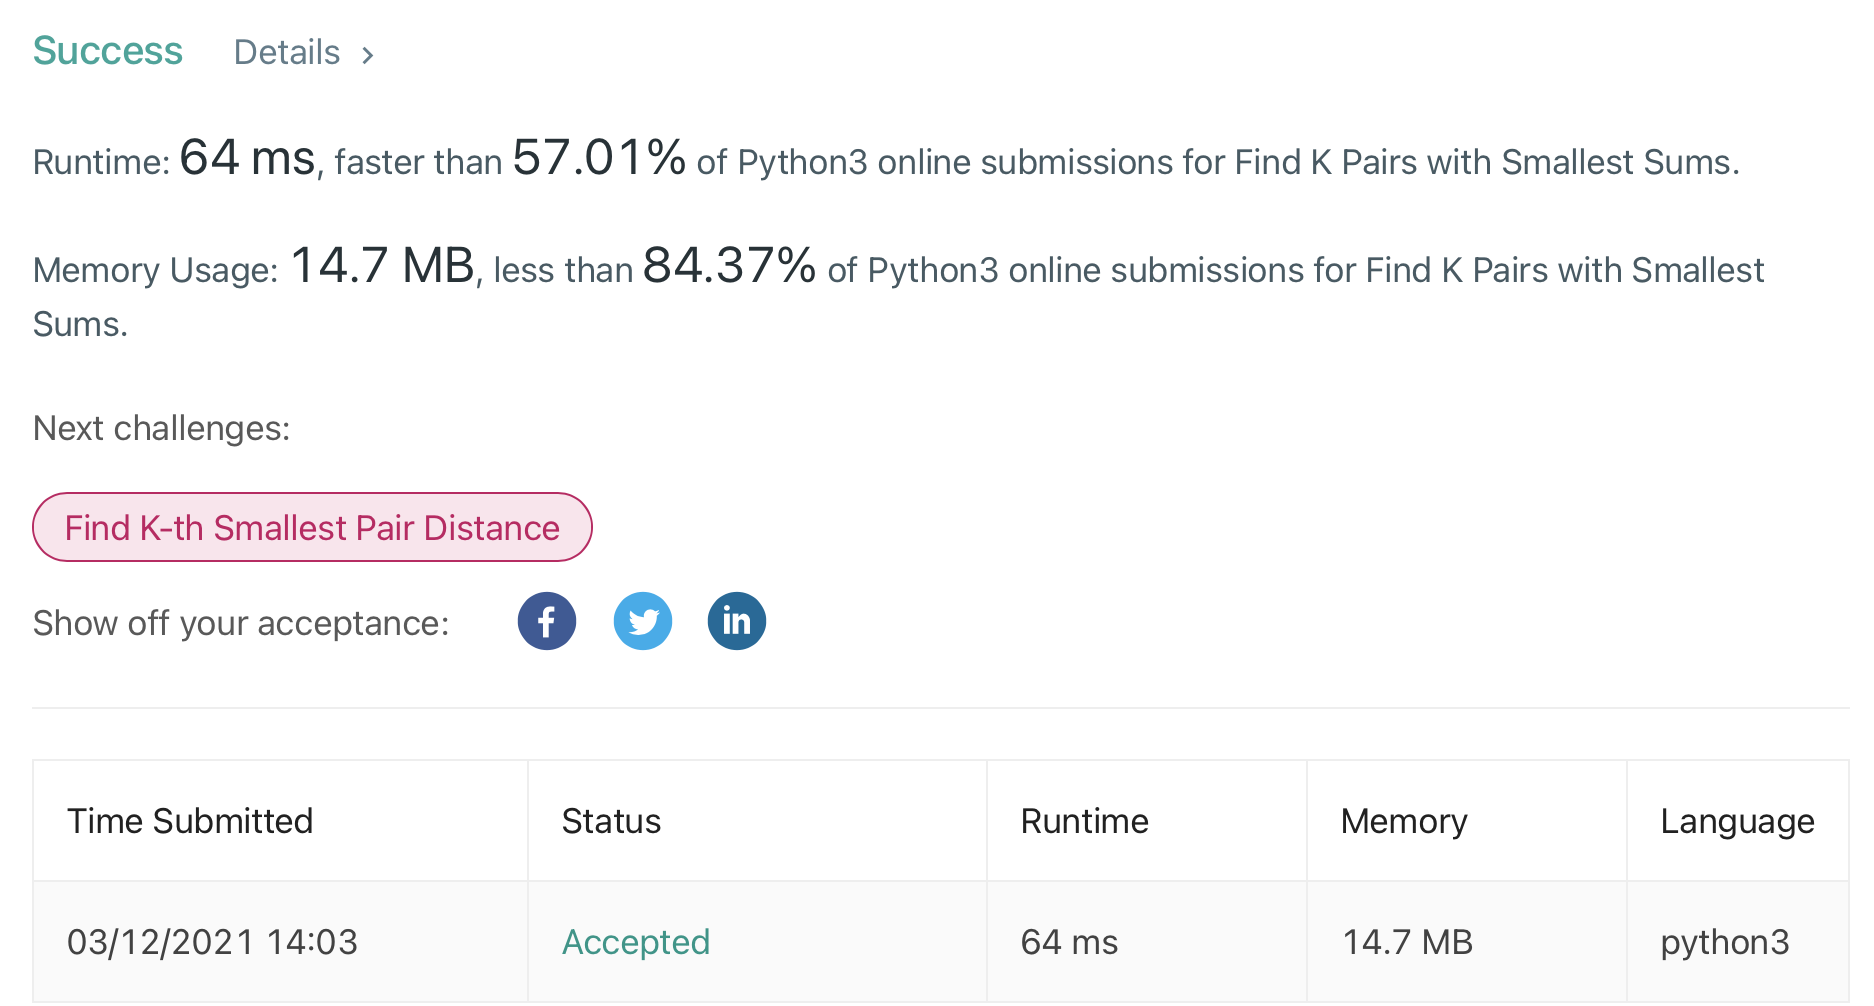 Success Details >
Runtime: 64 ms, faster than 57.01% of Python3 online submissions for Find K Pairs with Smallest Sums.
Memory Usage: 14.7 MB, less than 84.37% of Python3 online submissions for Find K Pairs with Smallest
Sums.
Next challenges:
Find K-th Smallest Pair Distance
Show off your acceptance: f in
Time Submitted Status Runtime Memory Language
03/12/2021 14:03 Accepted 64 ms 14.7 MB python3